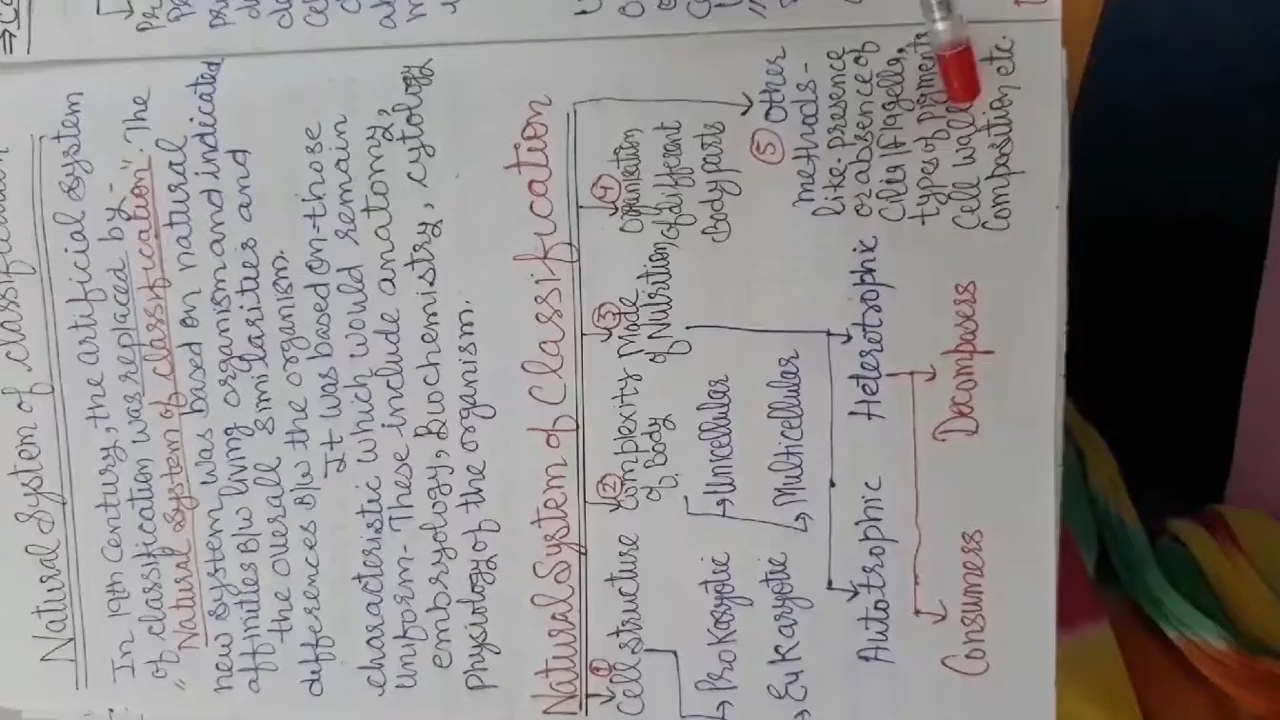 Natural System of classification
In 19th Century, the artificial system
of classification was replaced by-
"Natural system of classification". The
new system was based on natural
affinities B/w living organism and indicated
the overall similarities and
differences B/w the organism.
It was based on those
characteristic which would remain
uniform. These include anatomy,
embryology, Biochemistry, cytology
physiology of the organism.
Natural System of Classification
① Cell structure
→ Prokaryotic
→ Eukaryotic
② Complexity
of Body
→ Unicellular
→ Multicellular
③ Mode
of Nutrition
Autotrophic Heterotrophic
Consumers Decomposers
④ Organisation
of different
Body parts
⑤ Other
methods-
like-presence
or absence of
Cilia/Flagella,
types of pigments
Cell wall
Composition etc.